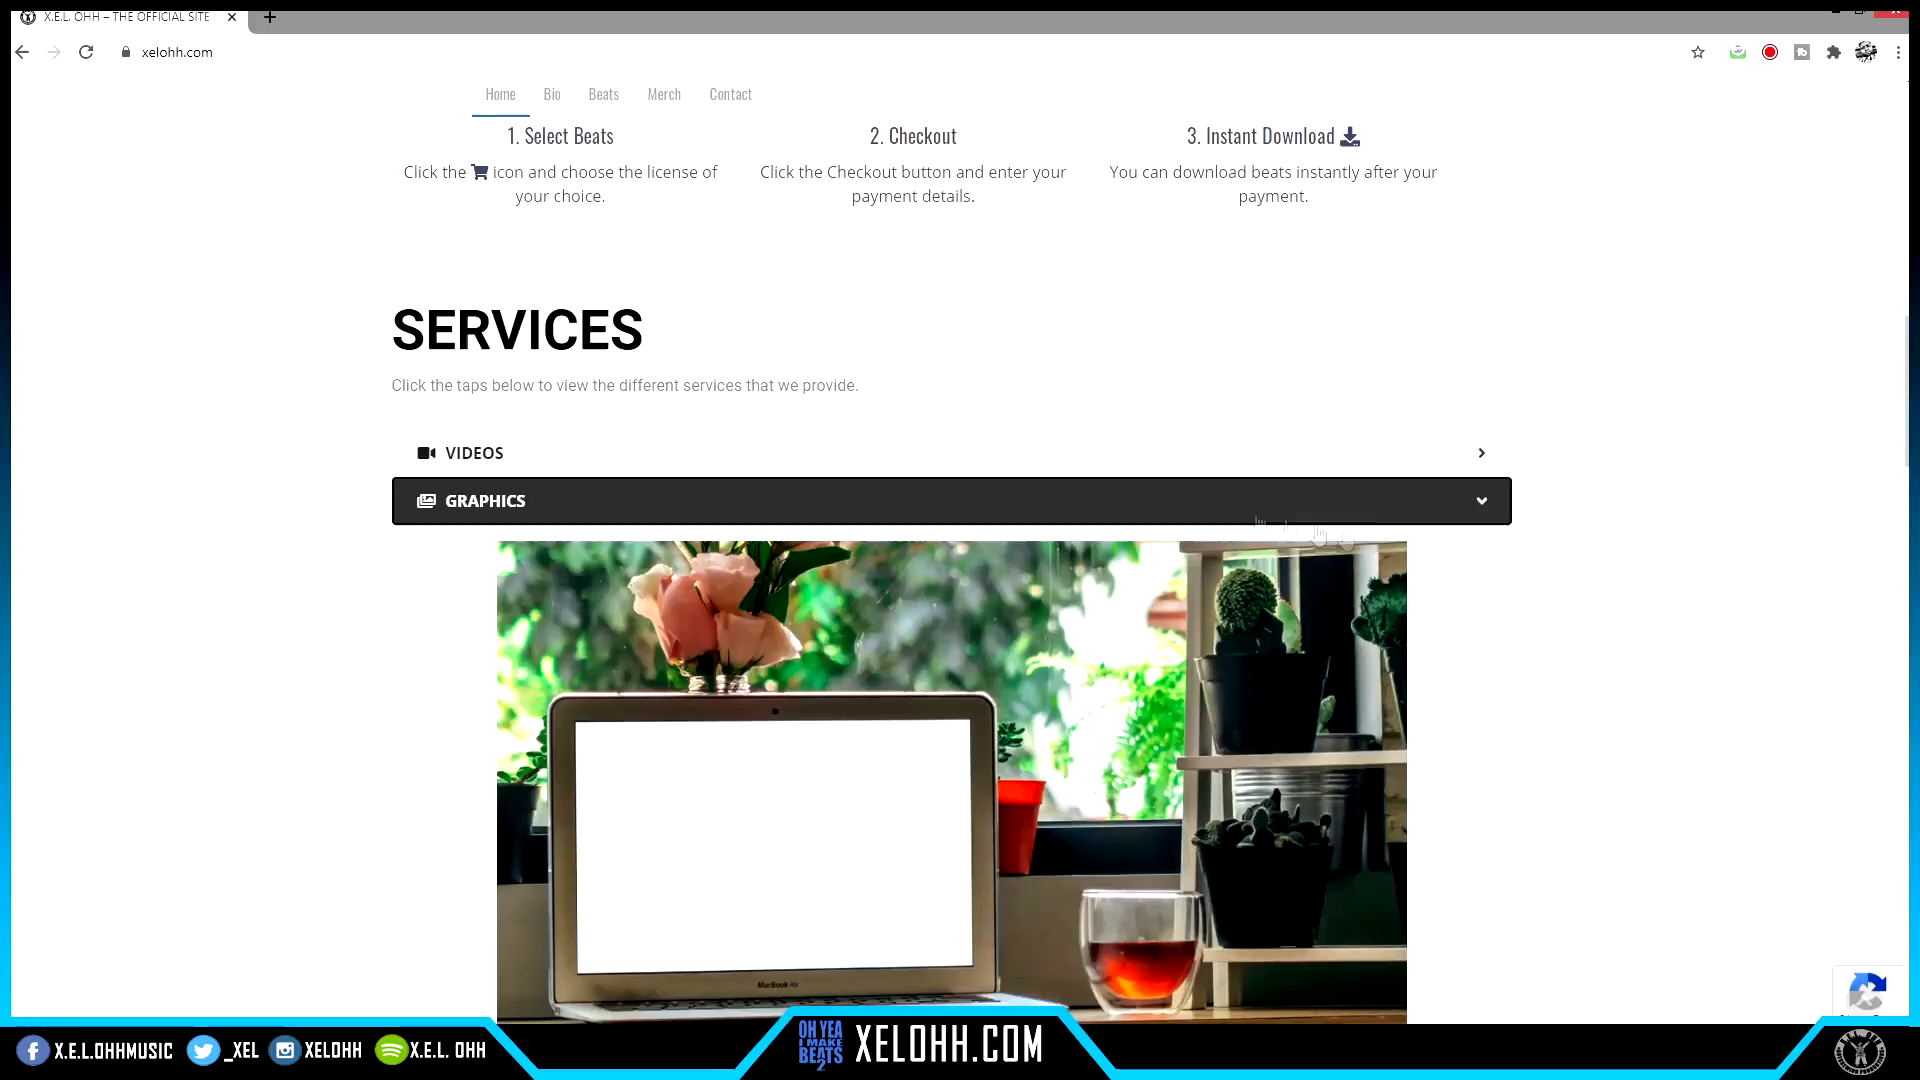 X.E.L. OHH – THE OFFICIAL SITE
xelohh.com
Home Bio Beats Merch Contact
1. Select Beats
Click the icon and choose the license of
your choice.
2. Checkout
Click the Checkout button and enter your
payment details.
3. Instant Download
You can download beats instantly after your
payment.
SERVICES
Click the taps below to view the different services that we provide.
VIDEOS
GRAPHICS
MacBook Air
X.E.L.OHHMUSIC
_XEL
XELOHH
X.E.L. OHH
OH YEA
I MAKE
BEATS
2
XELOHH.COM